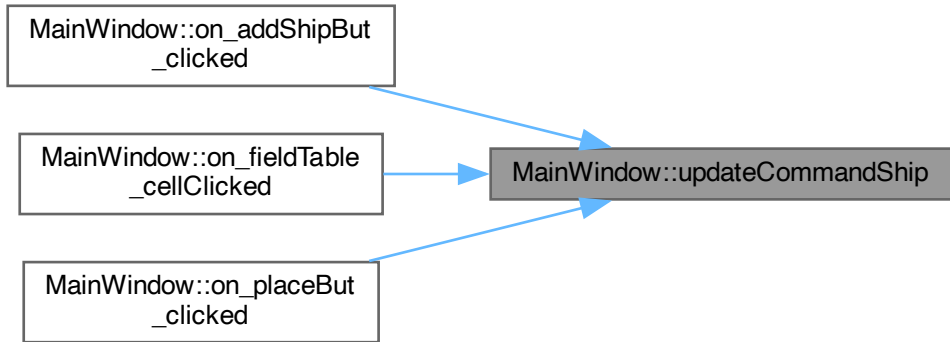 MainWindow::on_addShipBut
_clicked
MainWindow::on_fieldTable
_cellClicked
MainWindow::updateCommandShip
MainWindow::on_placeBut
_clicked